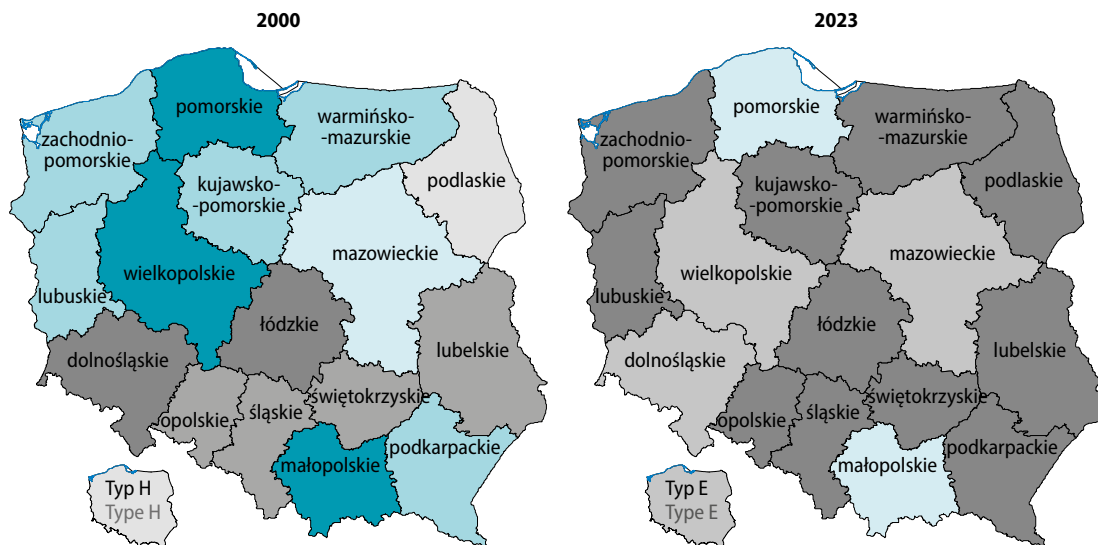 2000
pomorskie
warmińsko-
-mazurskie
zachodnio-
pomorskie
podlaskie
kujawsko-
-pomorskie
mazowieckie
wielkopolskie
lubuskie
łódzkie
lubelskie
dolnośląskie
świętokrzyskie
śląskie
opolskie
podkarpackie
małopolskie
Typ H
Type H
2023
pomorskie
warmińsko-
-mazurskie
zachodnio-
pomorskie
podlaskie
kujawsko-
-pomorskie
mazowieckie
wielkopolskie
lubuskie
łódzkie
lubelskie
dolnośląskie
świętokrzyskie
śląskie
opolskie
podkarpackie
małopolskie
Typ E
Type E